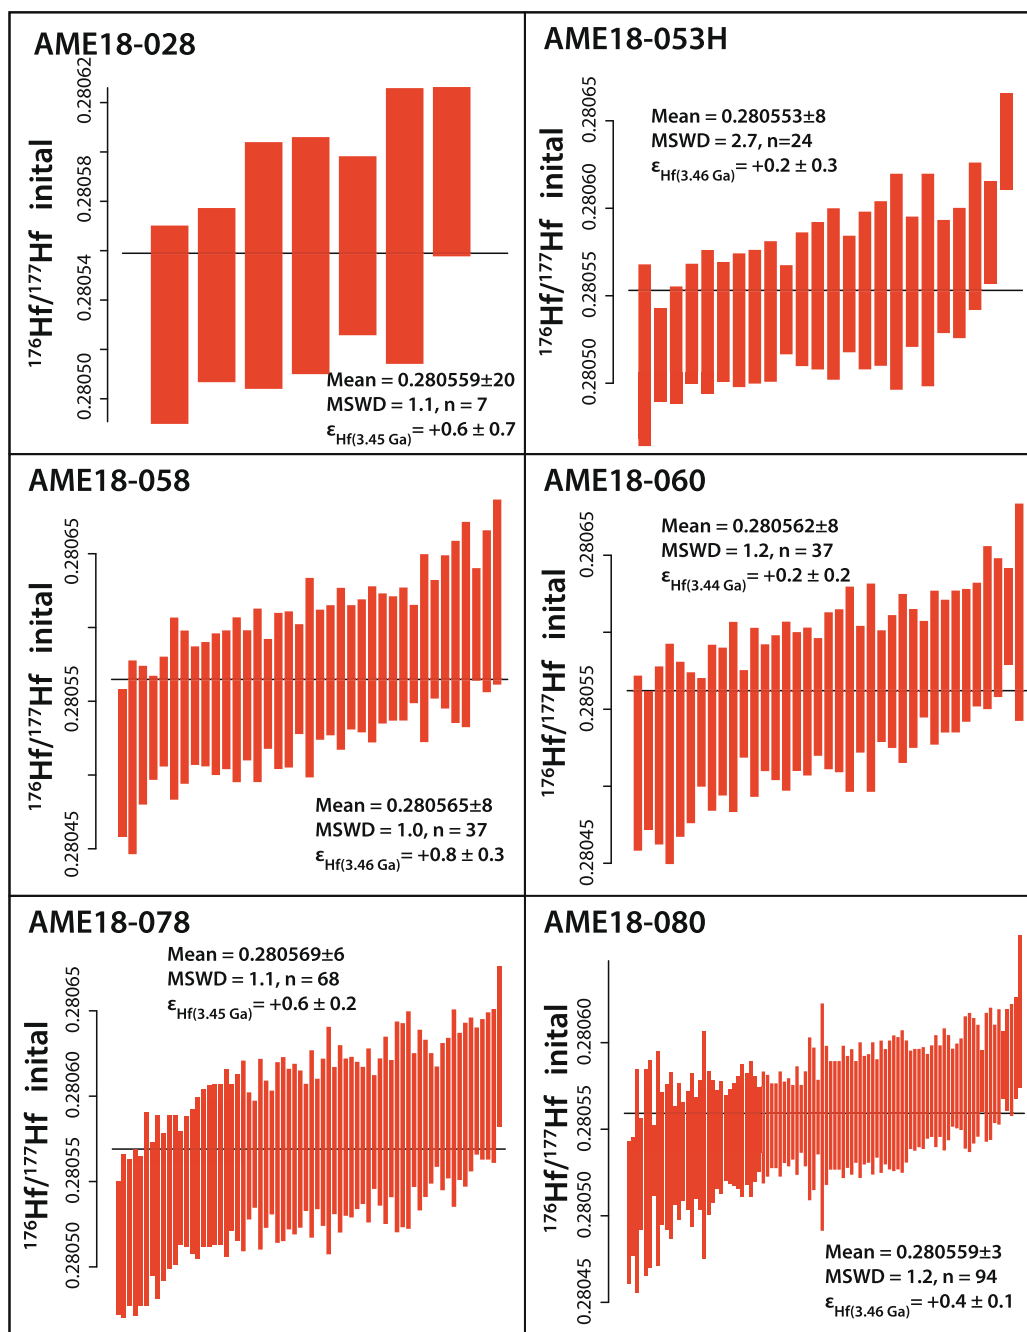 AME18-028
0.28062
0.28058
0.28054
0.28050
176Hf/177Hf inital
Mean = 0.280559±20
MSWD = 1.1, n = 7
εHf(3.45 Ga)= +0.6 ± 0.7
AME18-053H
Mean = 0.280553±8
MSWD = 2.7, n=24
εHf(3.46 Ga)= +0.2 ± 0.3
0.28065
0.28060
0.28055
0.28050
176Hf/177Hf inital
AME18-058
0.28065
0.28055
0.28045
176Hf/177Hf inital
Mean = 0.280565±8
MSWD = 1.0, n = 37
εHf(3.46 Ga)= +0.8 ± 0.3
AME18-060
Mean = 0.280562±8
MSWD = 1.2, n = 37
εHf(3.44 Ga)= +0.2 ± 0.2
0.28065
0.28055
0.28045
176Hf/177Hf inital
AME18-078
Mean = 0.280569±6
MSWD = 1.1, n = 68
εHf(3.45 Ga)= +0.6 ± 0.2
0.28065
0.28060
0.28055
0.28050
176Hf/177Hf inital
AME18-080
0.28060
0.28055
0.28050
0.28045
176Hf/177Hf inital
Mean = 0.280559±3
MSWD = 1.2, n = 94
εHf(3.46 Ga)= +0.4 ± 0.1